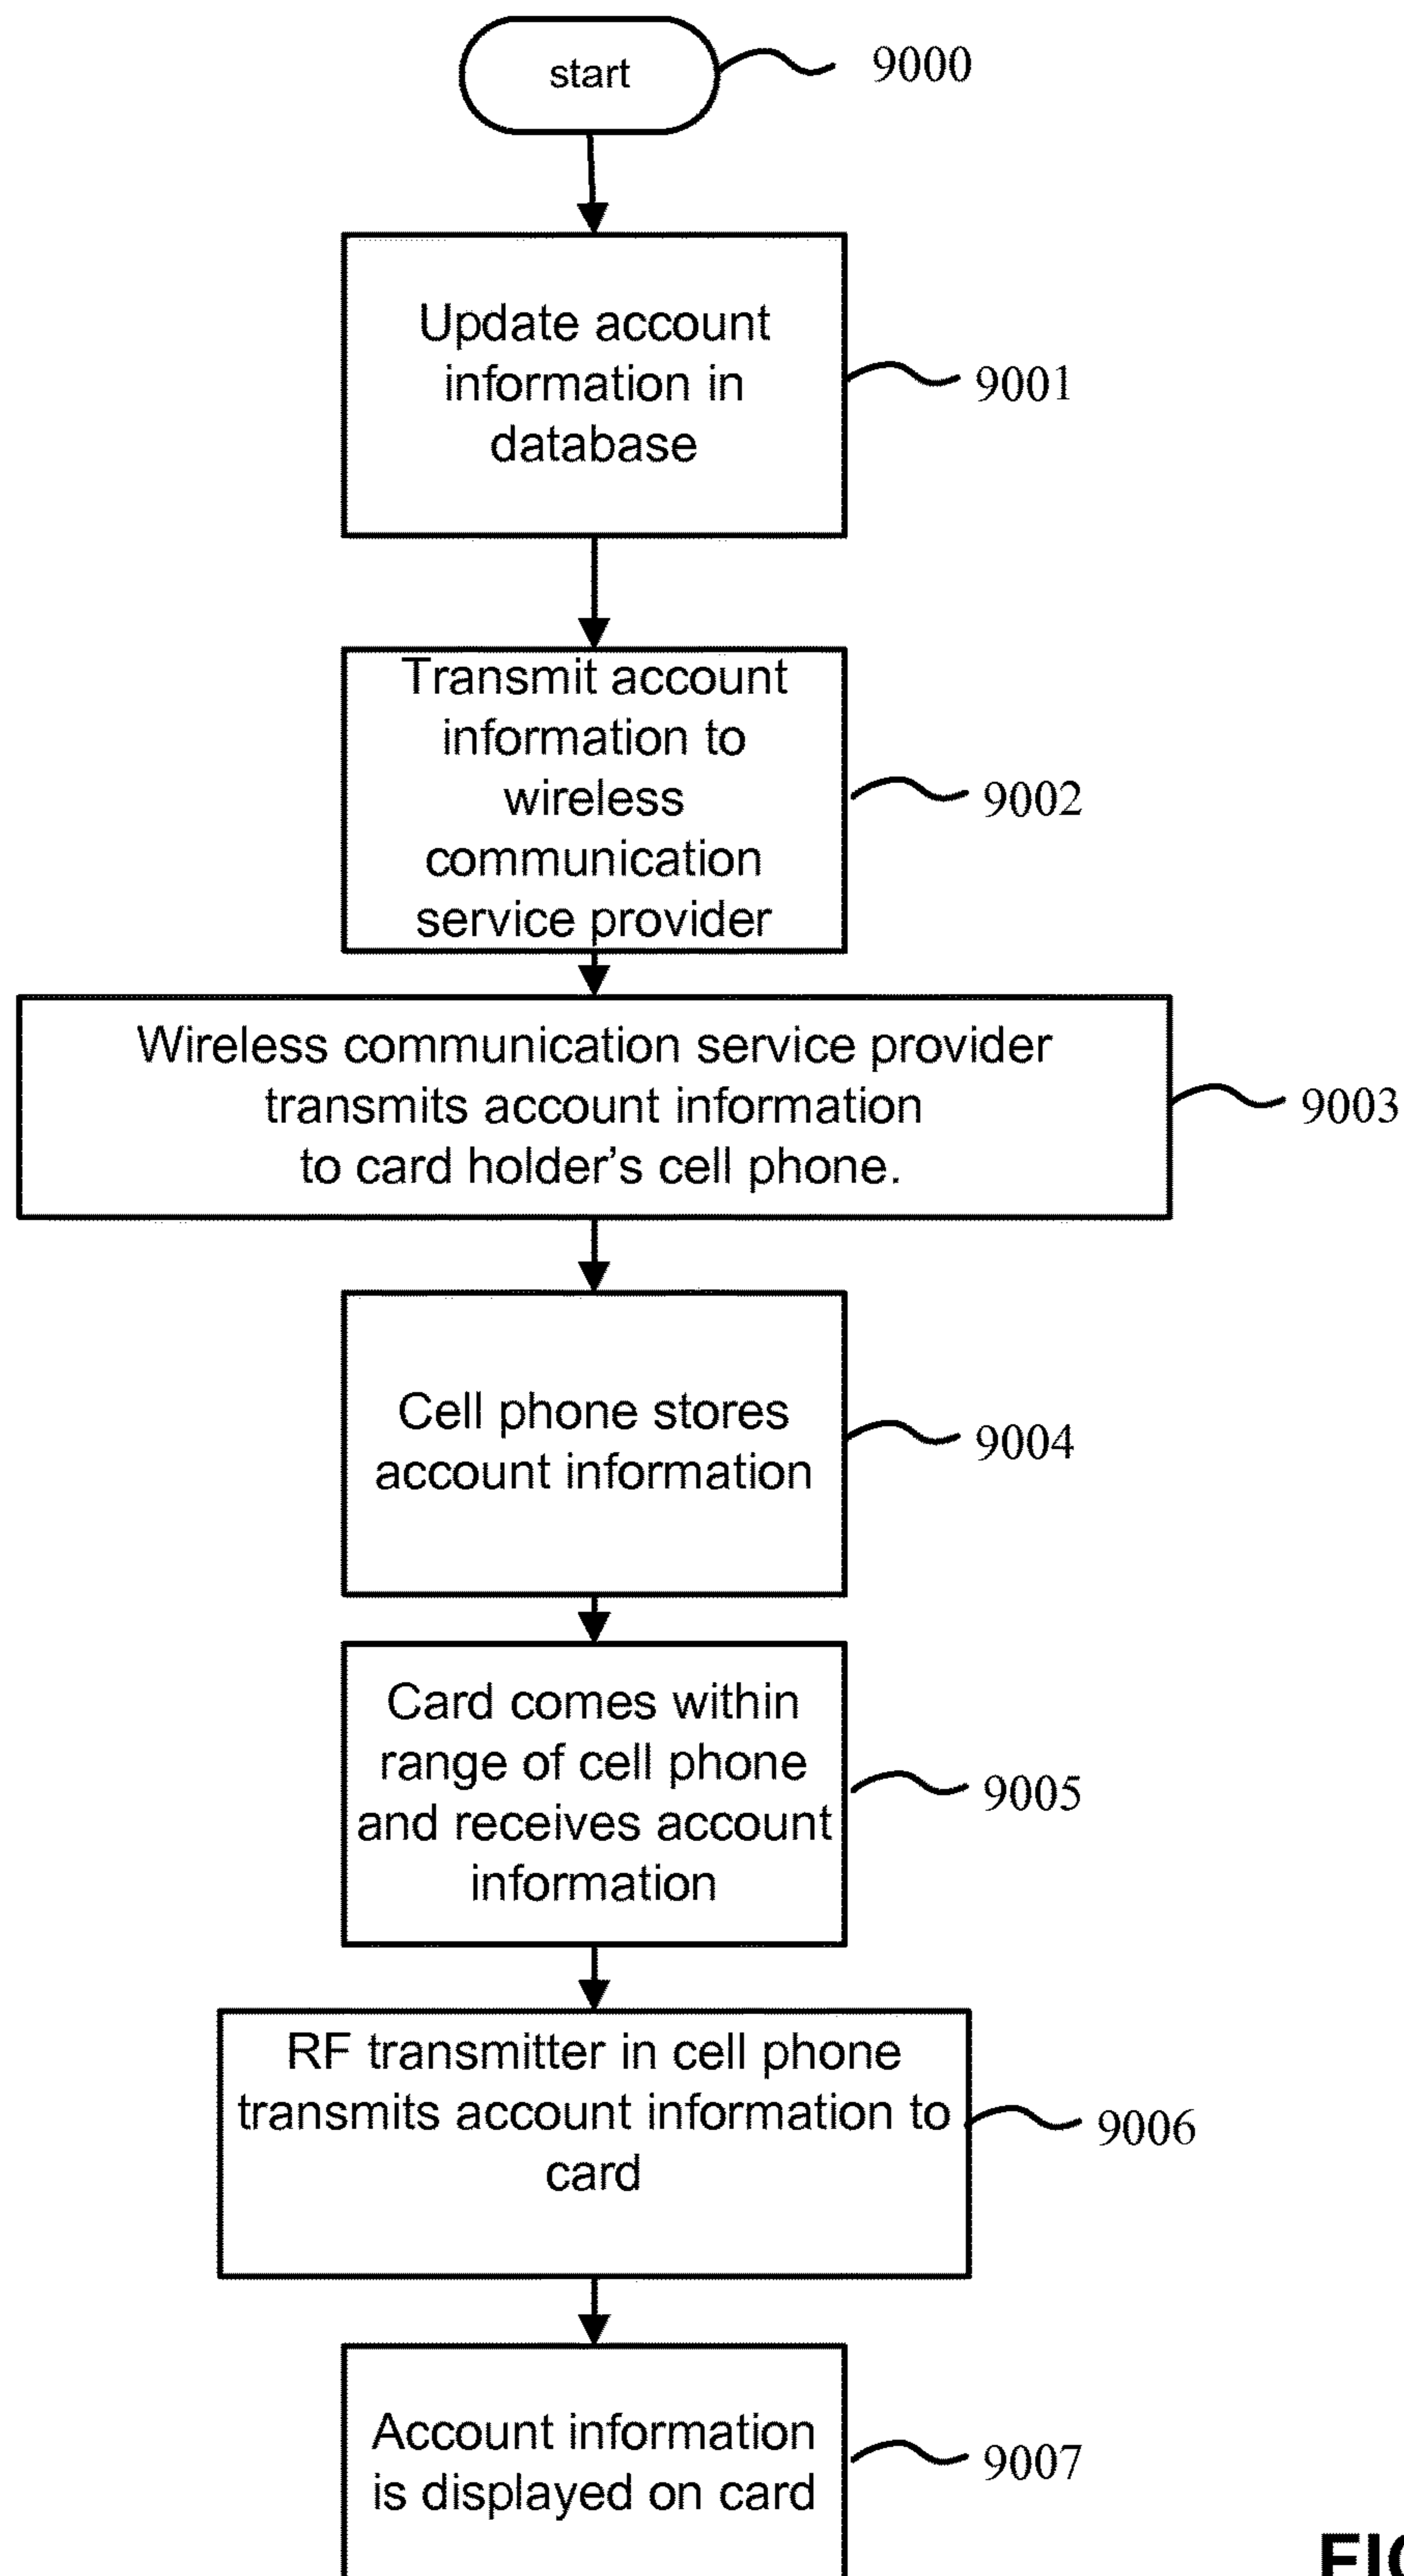 start
9000
Update account
information in
database
9001
Transmit account
information to
wireless
communication
service provider
9002
Wireless communication service provider
transmits account information
to card holder’s cell phone.
9003
Cell phone stores
account information
9004
Card comes within
range of cell phone
and receives account
information
9005
RF transmitter in cell phone
transmits account information to
card
9006
Account information
is displayed on card
9007